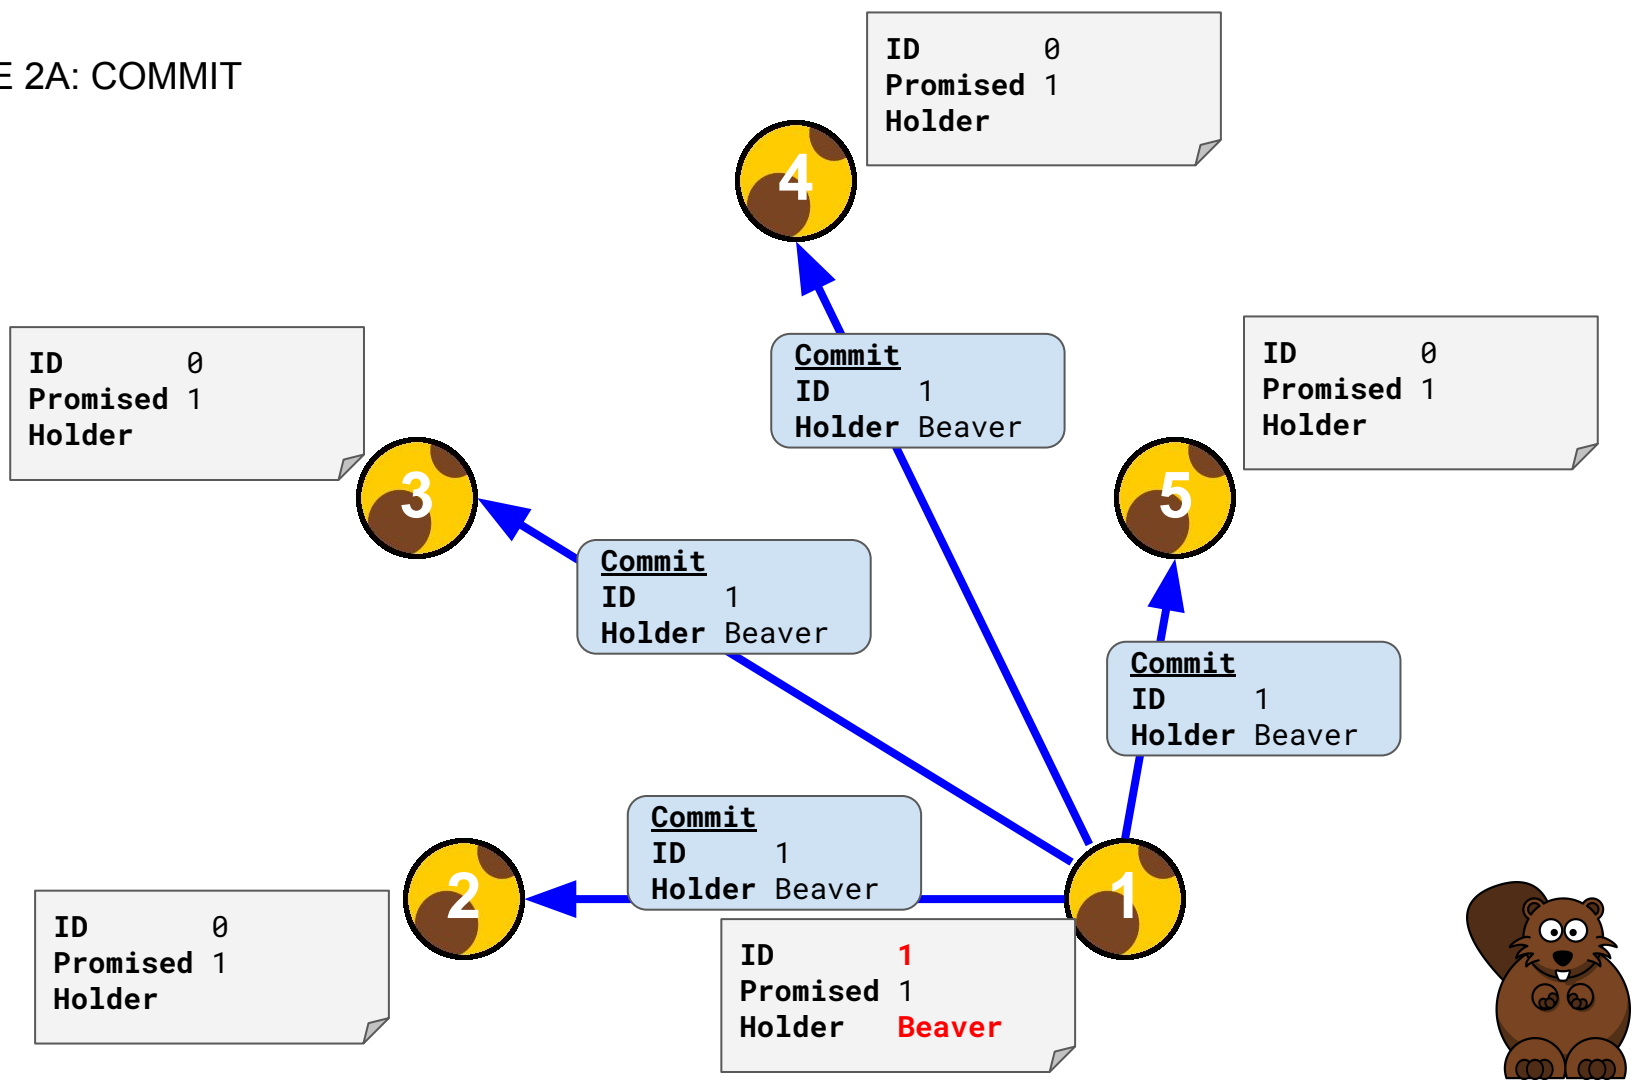 E 2A: COMMIT
ID 0
Promised 1
Holder
4
ID 0
Promised 1
Holder
3
Commit
ID 1
Holder Beaver
ID 0
Promised 1
Holder
5
Commit
ID 1
Holder Beaver
Commit
ID 1
Holder Beaver
Commit
ID 1
Holder Beaver
2
1
ID 0
Promised 1
Holder
ID 1
Promised 1
Holder Beaver